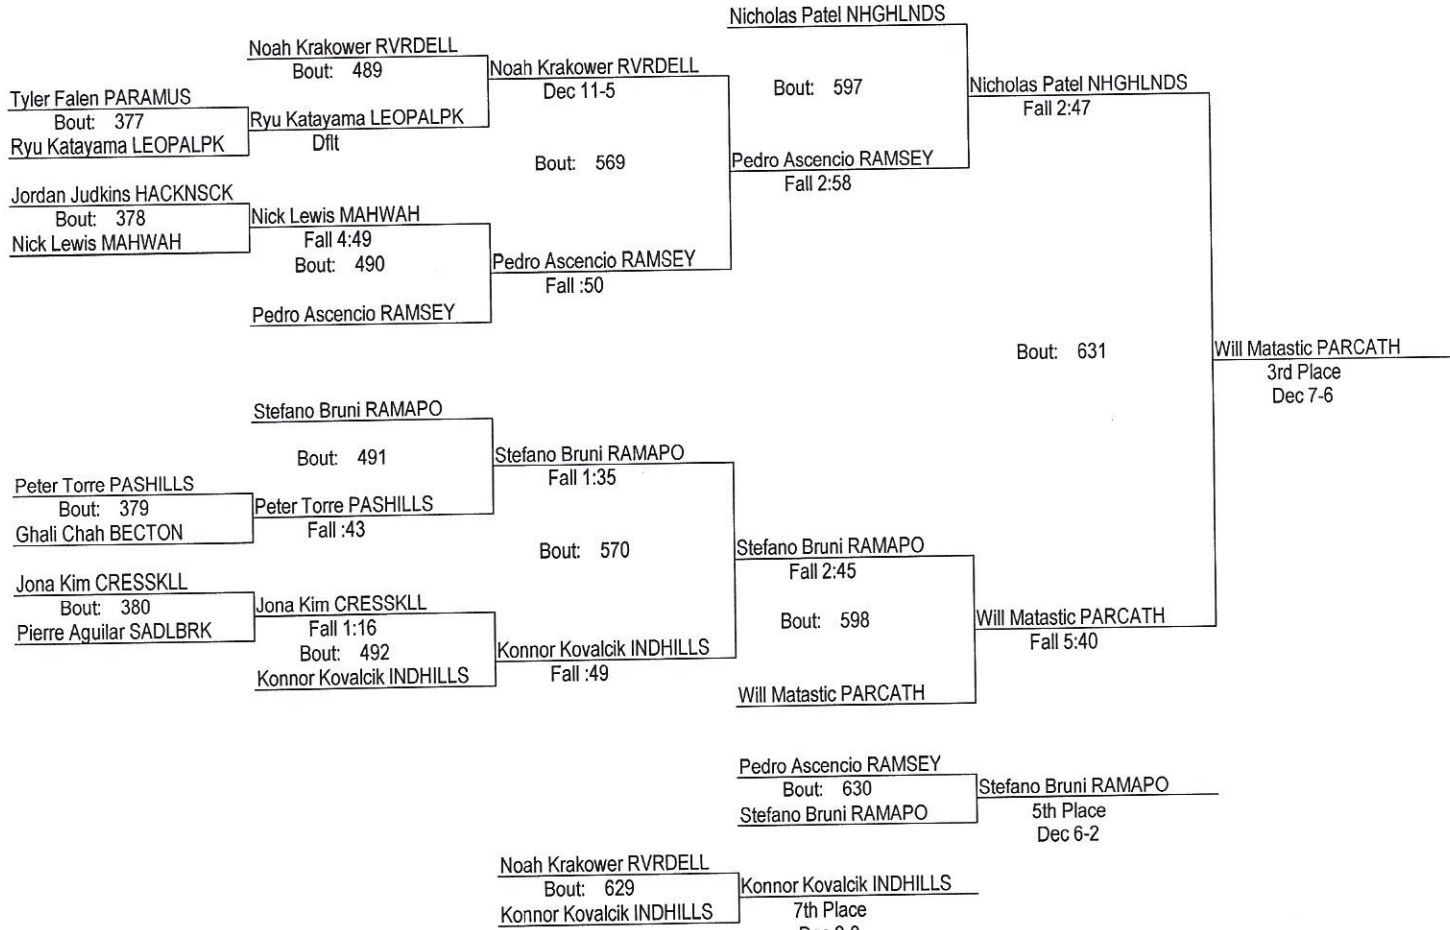 Nicholas Patel NHGHLNDS
Noah Krakower RVRDELL
Bout: 489
Noah Krakower RVRDELL
Dec 11-5
Bout: 597
Nicholas Patel NHGHLNDS
Fall 2:47
Tyler Falen PARAMUS
Bout: 377
Ryu Katayama LEOPALPK
Ryu Katayama LEOPALPK
Dflt
Bout: 569
Pedro Ascencio RAMSEY
Fall 2:58
Jordan Judkins HACKNSCK
Bout: 378
Nick Lewis MAHWAH
Nick Lewis MAHWAH
Fall 4:49
Bout: 490
Pedro Ascencio RAMSEY
Fall :50
Pedro Ascencio RAMSEY
Bout: 631
Will Matastic PARCATH
3rd Place
Dec 7-6
Stefano Bruni RAMAPO
Bout: 491
Stefano Bruni RAMAPO
Fall 1:35
Peter Torre PASHILLS
Bout: 379
Ghali Chah BECTON
Peter Torre PASHILLS
Fall :43
Bout: 570
Stefano Bruni RAMAPO
Fall 2:45
Jona Kim CRESSKLL
Bout: 380
Pierre Aguilar SADLBRK
Jona Kim CRESSKLL
Fall 1:16
Bout: 492
Konnor Kovalcik INDHILLS
Konnor Kovalcik INDHILLS
Fall :49
Bout: 598
Will Matastic PARCATH
Fall 5:40
Will Matastic PARCATH
Pedro Ascencio RAMSEY
Bout: 630
Stefano Bruni RAMAPO
Stefano Bruni RAMAPO
5th Place
Dec 6-2
Noah Krakower RVRDELL
Bout: 629
Konnor Kovalcik INDHILLS
Konnor Kovalcik INDHILLS
7th Place